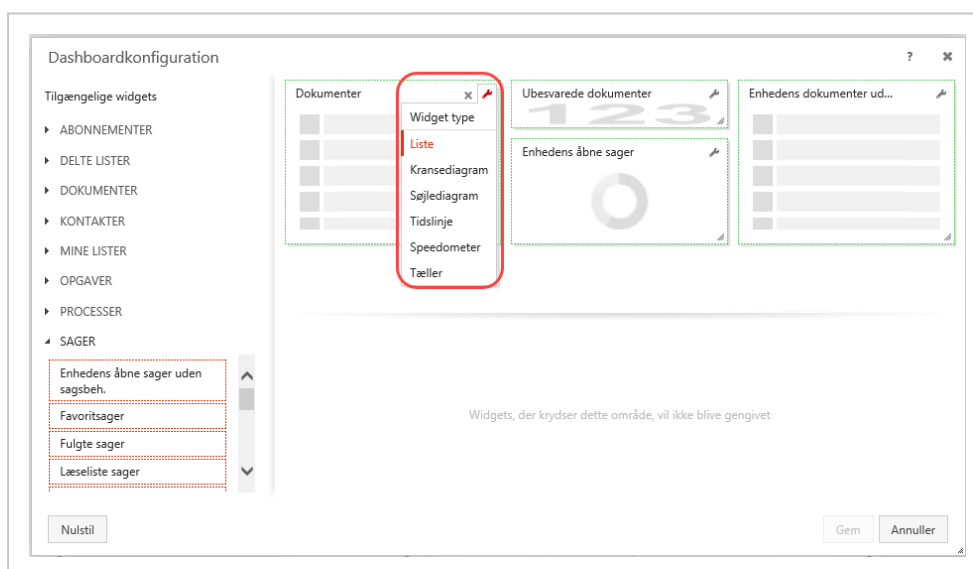 Dashboardkonfiguration
?
Tilgængelige widgets
ABONNEMENTER
DELTE LISTER
DOKUMENTER
KONTAKTER
MINE LISTER
OPGAVER
PROCESSER
SAGER
Enhedens åbne sager uden
sagsbeh.
Favoritsager
Fulgte sager
Læseliste sager
Dokumenter
Widget type
Liste
Kransediagram
Søjlediagram
Tidslinje
Speedometer
Tæller
Ubesvarede dokumenter
123
Enhedens åbne sager
Enhedens dokumenter ud...
Widgets, der krydser dette område, vil ikke blive gengivet
Nulstil
Gem
Annuller